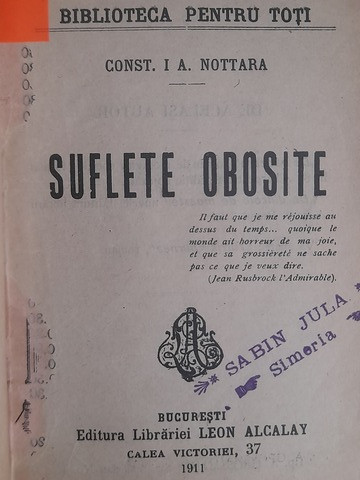 BIBLIOTECA PENTRU TOȚI
CONST. I A. NOTTARA
SUFLETE OBOSITE
Il faut que je me réjouisse au
dessus du temps... quoique le
monde ait horreur de ma joie,
et que sa grossièreté ne sache
pas ce que je veux dire.
(Jean Rusbrock l'Admirable).
SABIN JULA
Simeria
BUCUREȘTI
Editura Librăriei LEON ALCALAY
CALEA VICTORIEI, 37
1911